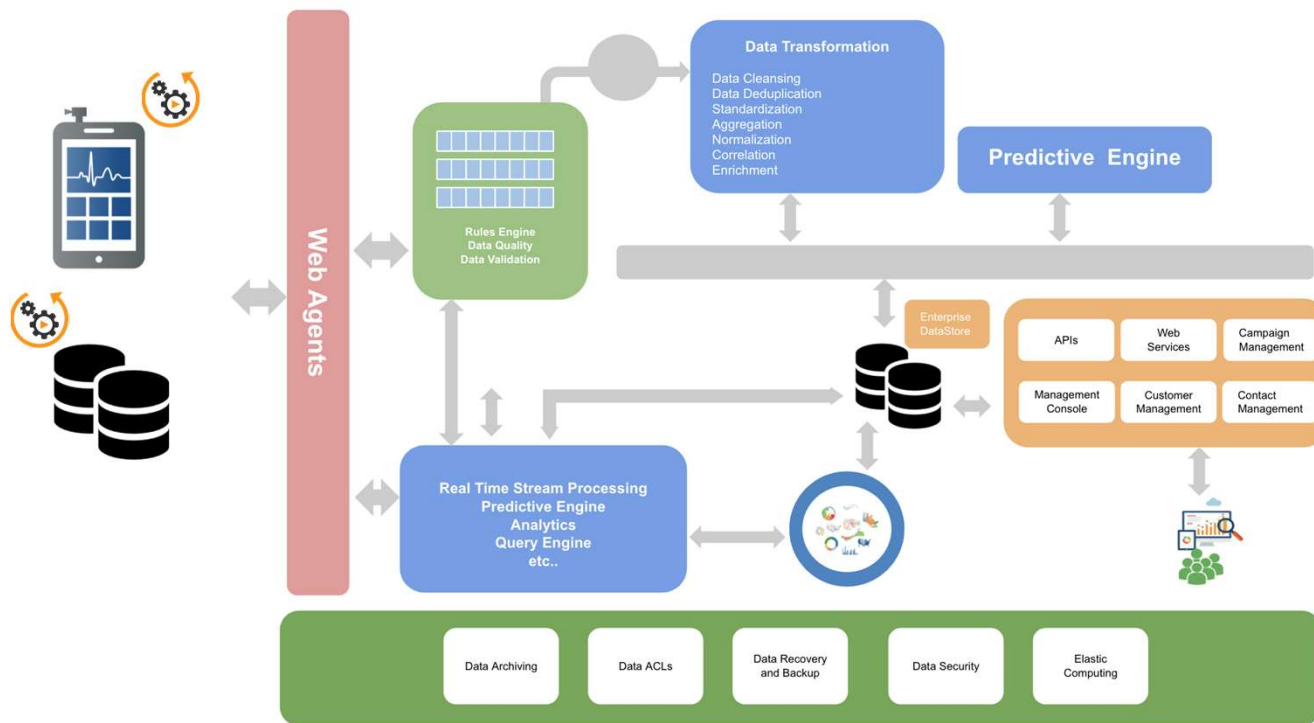 Web Agents
Rules Engine
Data Quality
Data Validation
Data Transformation
Data Cleansing
Data Deduplication
Standardization
Aggregation
Normalization
Correlation
Enrichment
Predictive Engine
Enterprise
DataStore
APIs
Web
Services
Campaign
Management
Management
Console
Customer
Management
Contact
Management
Real Time Stream Processing
Predictive Engine
Analytics
Query Engine
etc..
Data Archiving
Data ACLs
Data Recovery
and Backup
Data Security
Elastic
Computing